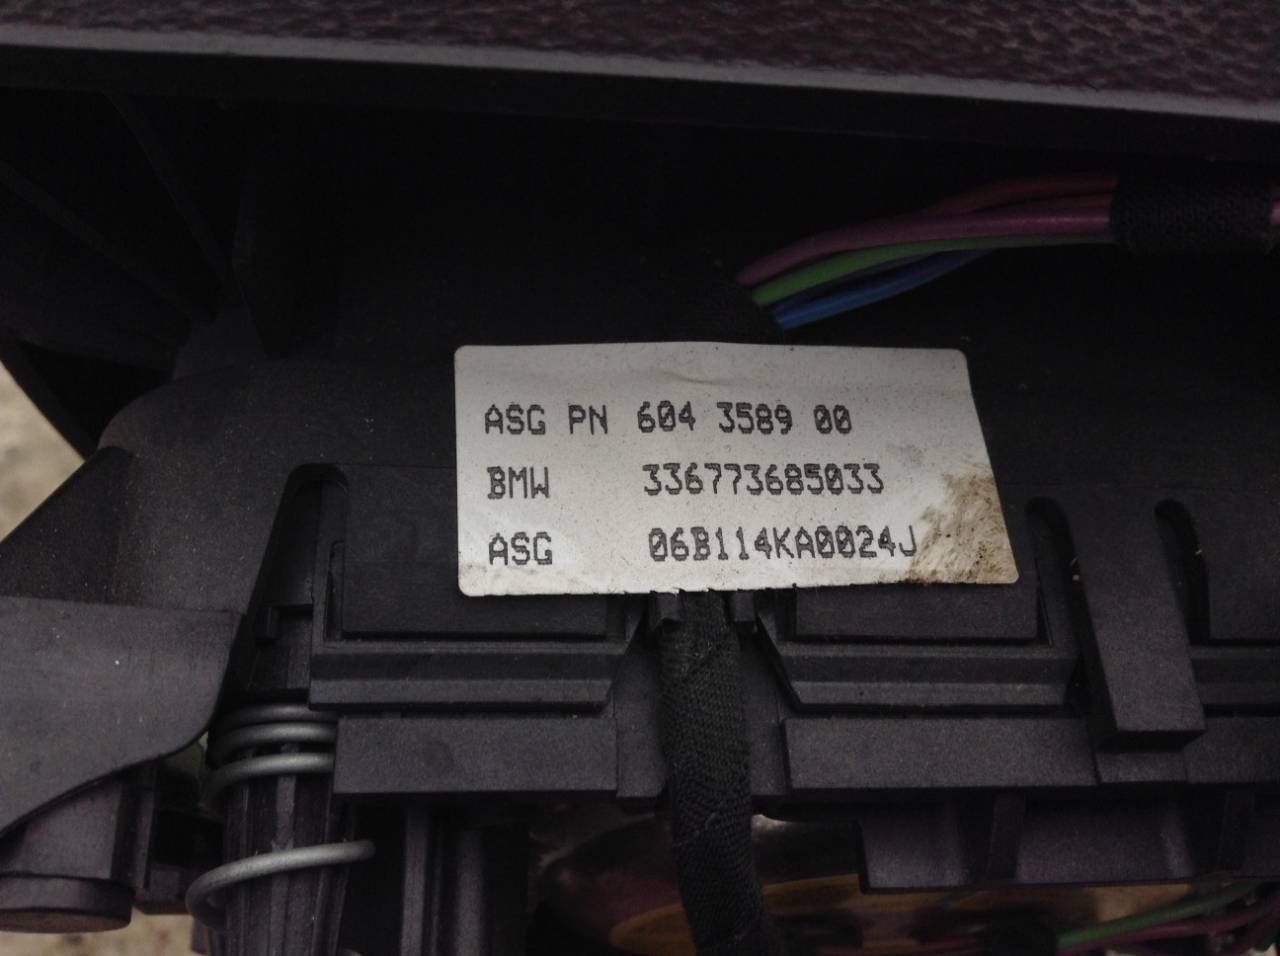 ASG PN 604 3589 00
BMW 336773685033
ASG 06B114KA0024J